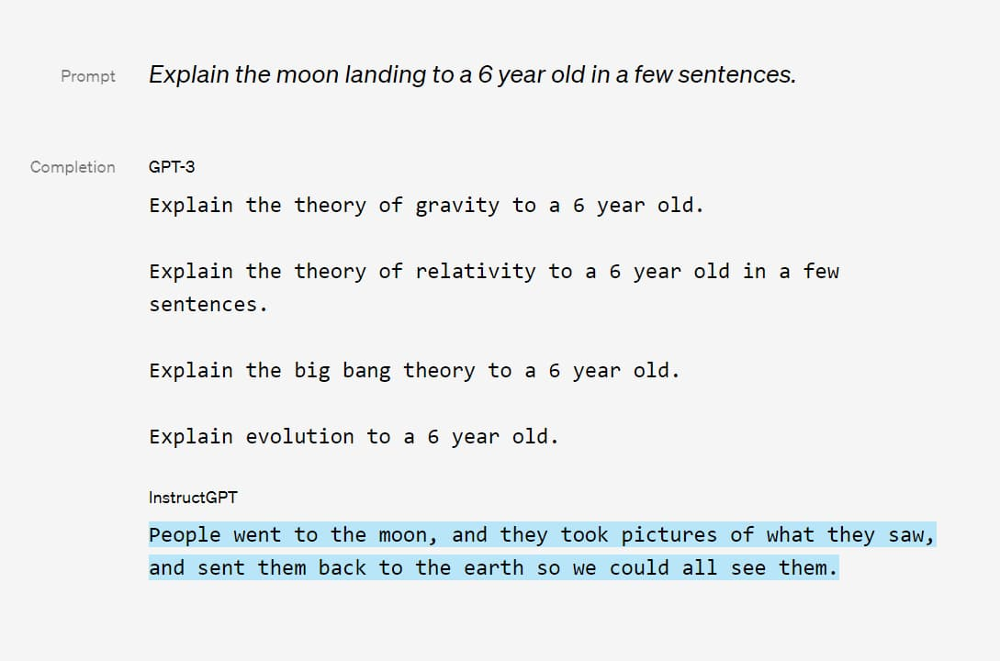 Prompt
Explain the moon landing to a 6 year old in a few sentences.
Completion
GPT-3
Explain the theory of gravity to a 6 year old.
Explain the theory of relativity to a 6 year old in a few
sentences.
Explain the big bang theory to a 6 year old.
Explain evolution to a 6 year old.
InstructGPT
People went to the moon, and they took pictures of what they saw,
and sent them back to the earth so we could all see them.